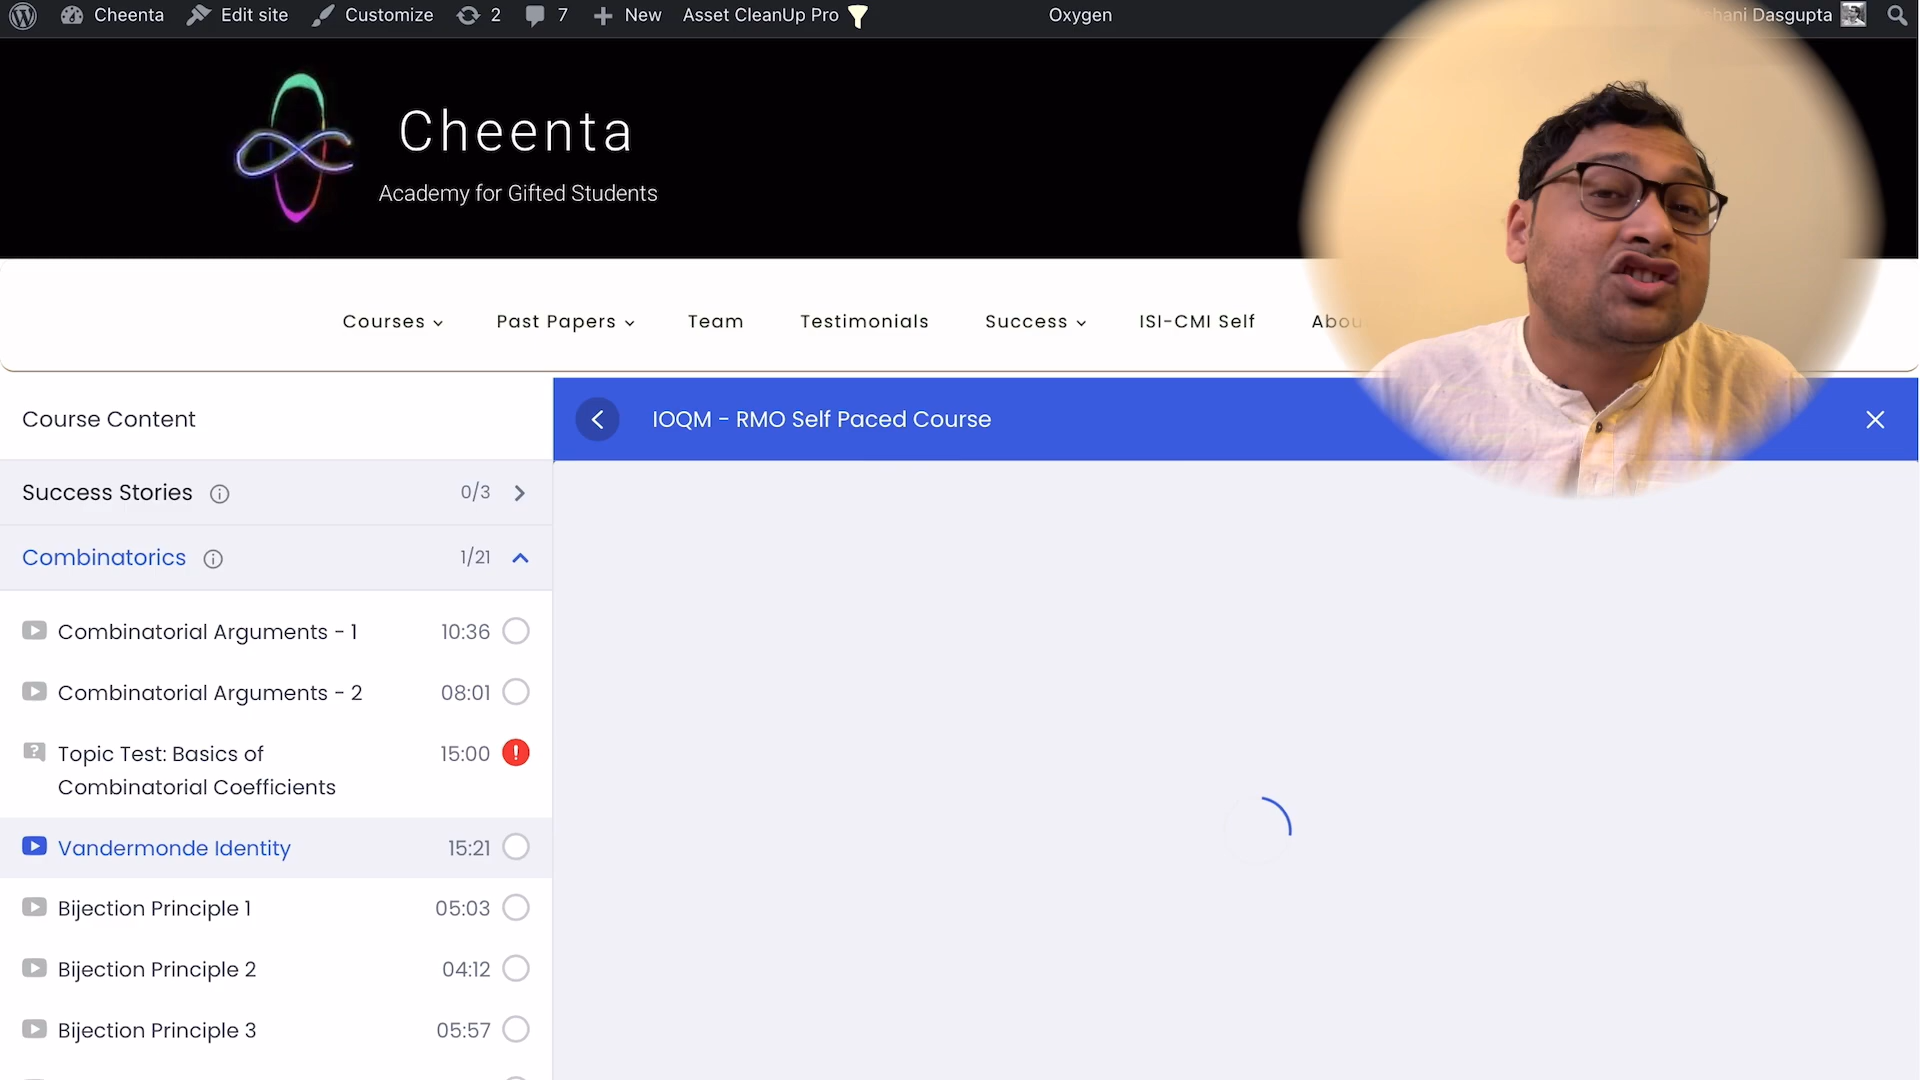 Cheenta Edit site Customize 2 7 New Asset CleanUp Pro Oxygen Dasgupta
Cheenta
Academy for Gifted Students
Courses Past Papers Team Testimonials Success ISI-CMI Self
Course Content
IOQM - RMO Self Paced Course
Success Stories 0/3
Combinatorics 1/21
Combinatorial Arguments - 1 10:36
Combinatorial Arguments - 2 08:01
Topic Test: Basics of 15:00
Combinatorial Coefficients
Vandermonde Identity 15:21
Bijection Principle 1 05:03
Bijection Principle 2 04:12
Bijection Principle 3 05:57